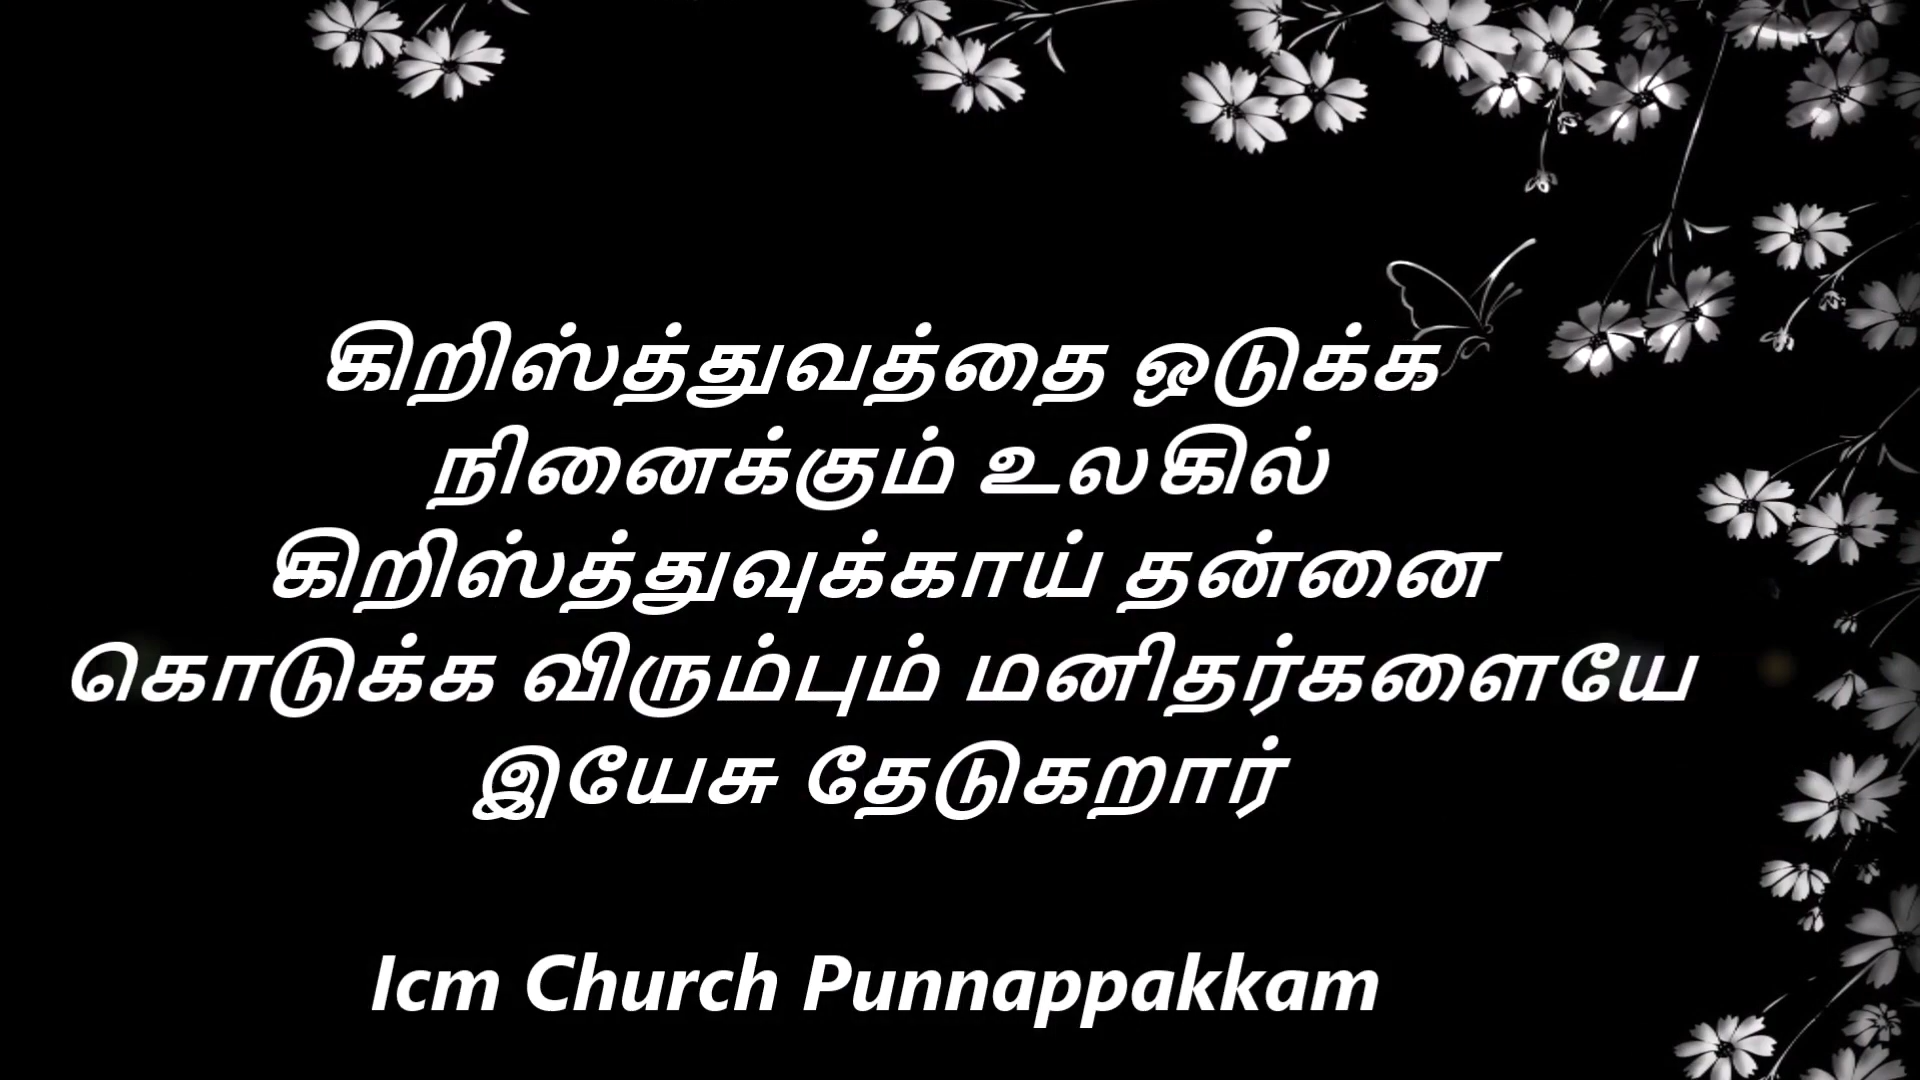 கிறிஸ்த்துவத்தை ஒடுக்க
நினைக்கும் உலகில்
கிறிஸ்த்துவுக்காய் தன்னை
கொடுக்க விரும்பும் மனிதர்களையே
இயேசு தேடுகறார்
Icm Church Punnappakkam